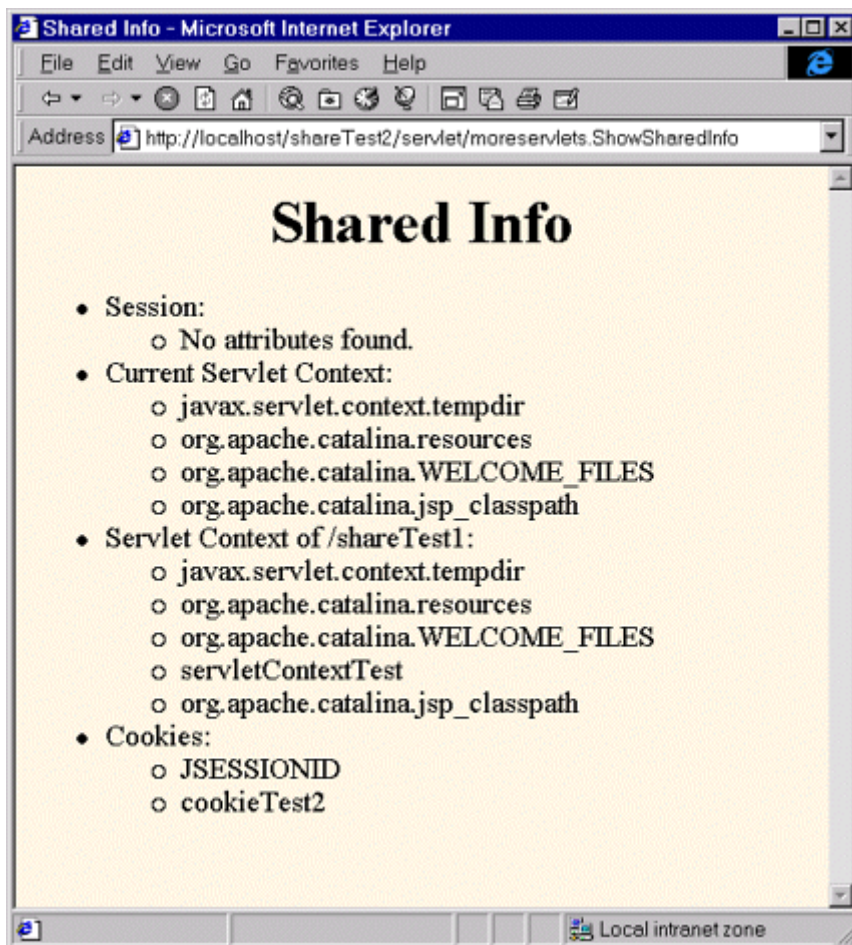 Shared Info - Microsoft Internet Explorer
File Edit View Go Favorites Help
Address http://localhost/shareTest2/servlet/moreservlets.ShowSharedInfo
Shared Info
Session:
No attributes found.
Current Servlet Context:
javax.servlet.context.tempdir
org.apache.catalina.resources
org.apache.catalina.WELCOME_FILES
org.apache.catalina.jsp_classpath
Servlet Context of /shareTest1:
javax.servlet.context.tempdir
org.apache.catalina.resources
org.apache.catalina.WELCOME_FILES
servletContextTest
org.apache.catalina.jsp_classpath
Cookies:
JSESSIONID
cookieTest2
Local intranet zone